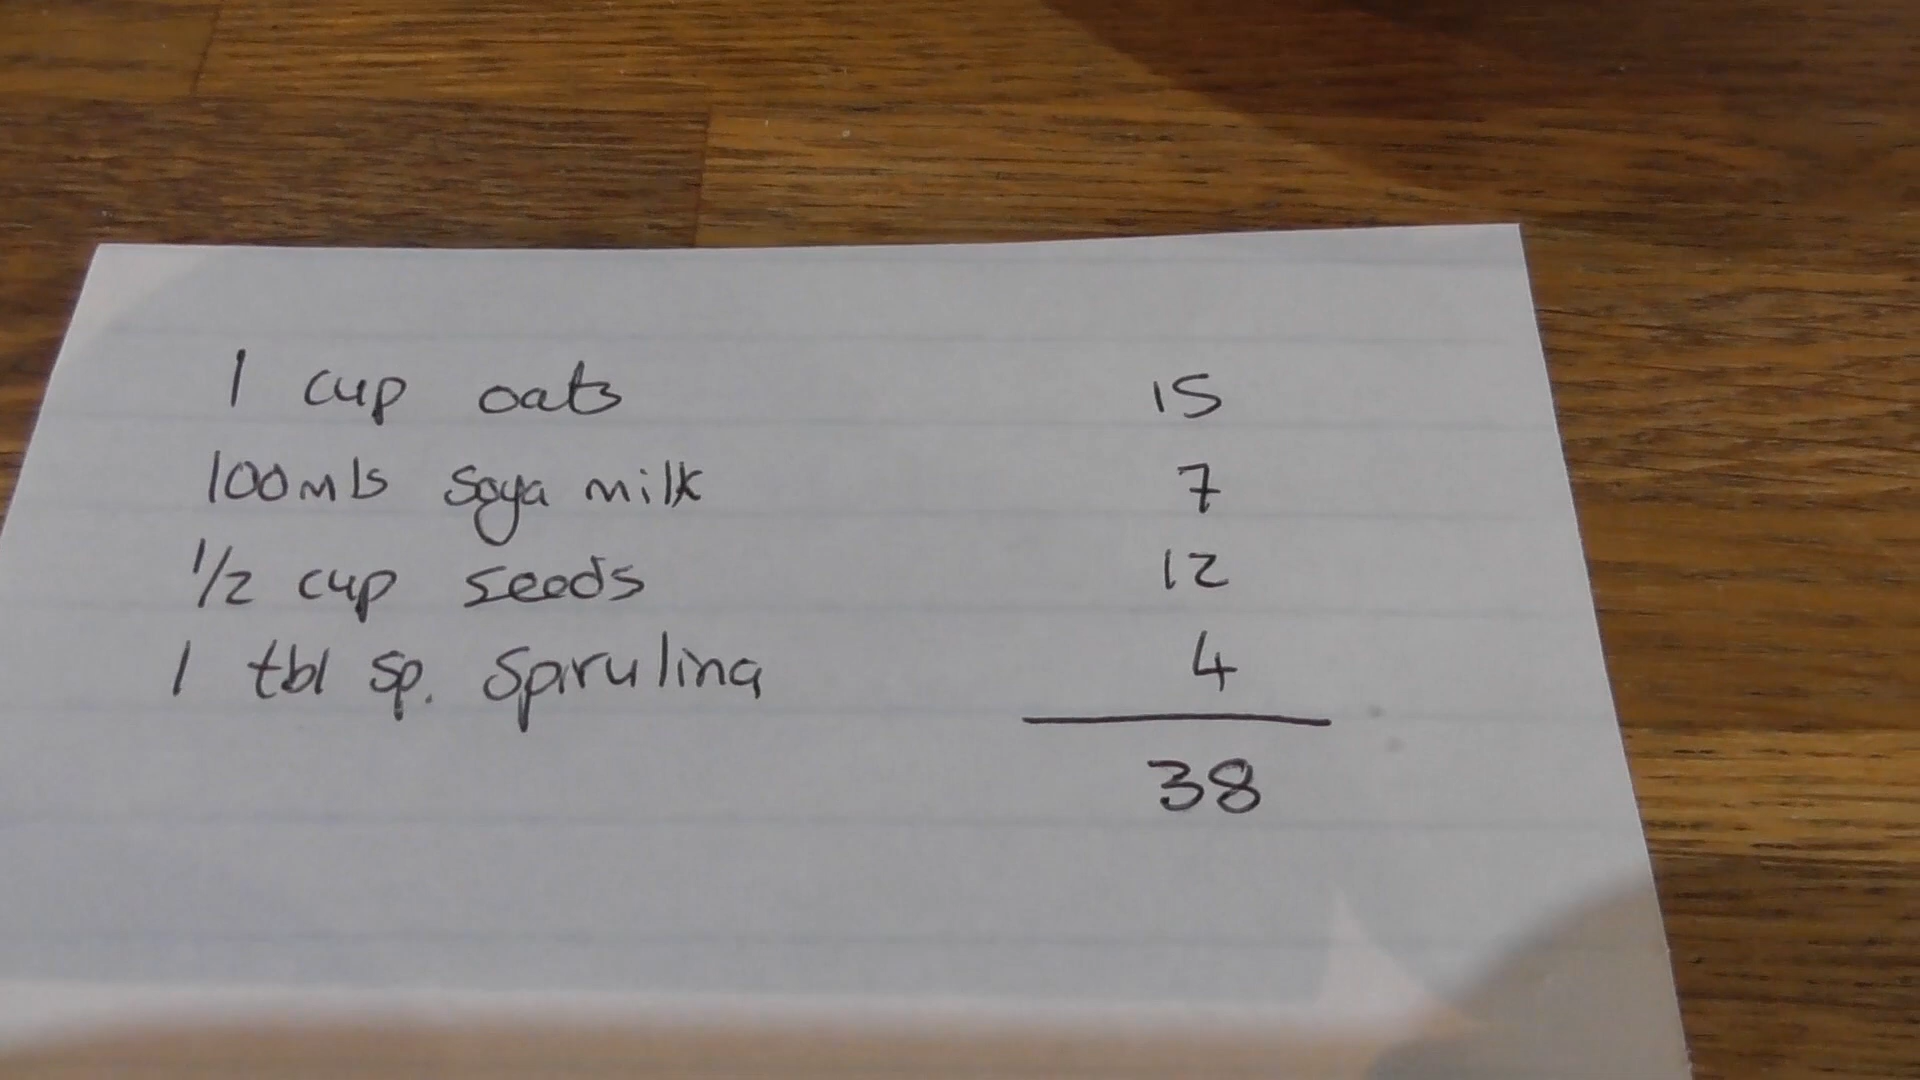 1 cup oats 15
100mls soya milk 7
1/2 cup seeds 12
1 tbl sp. spirulina 4
38